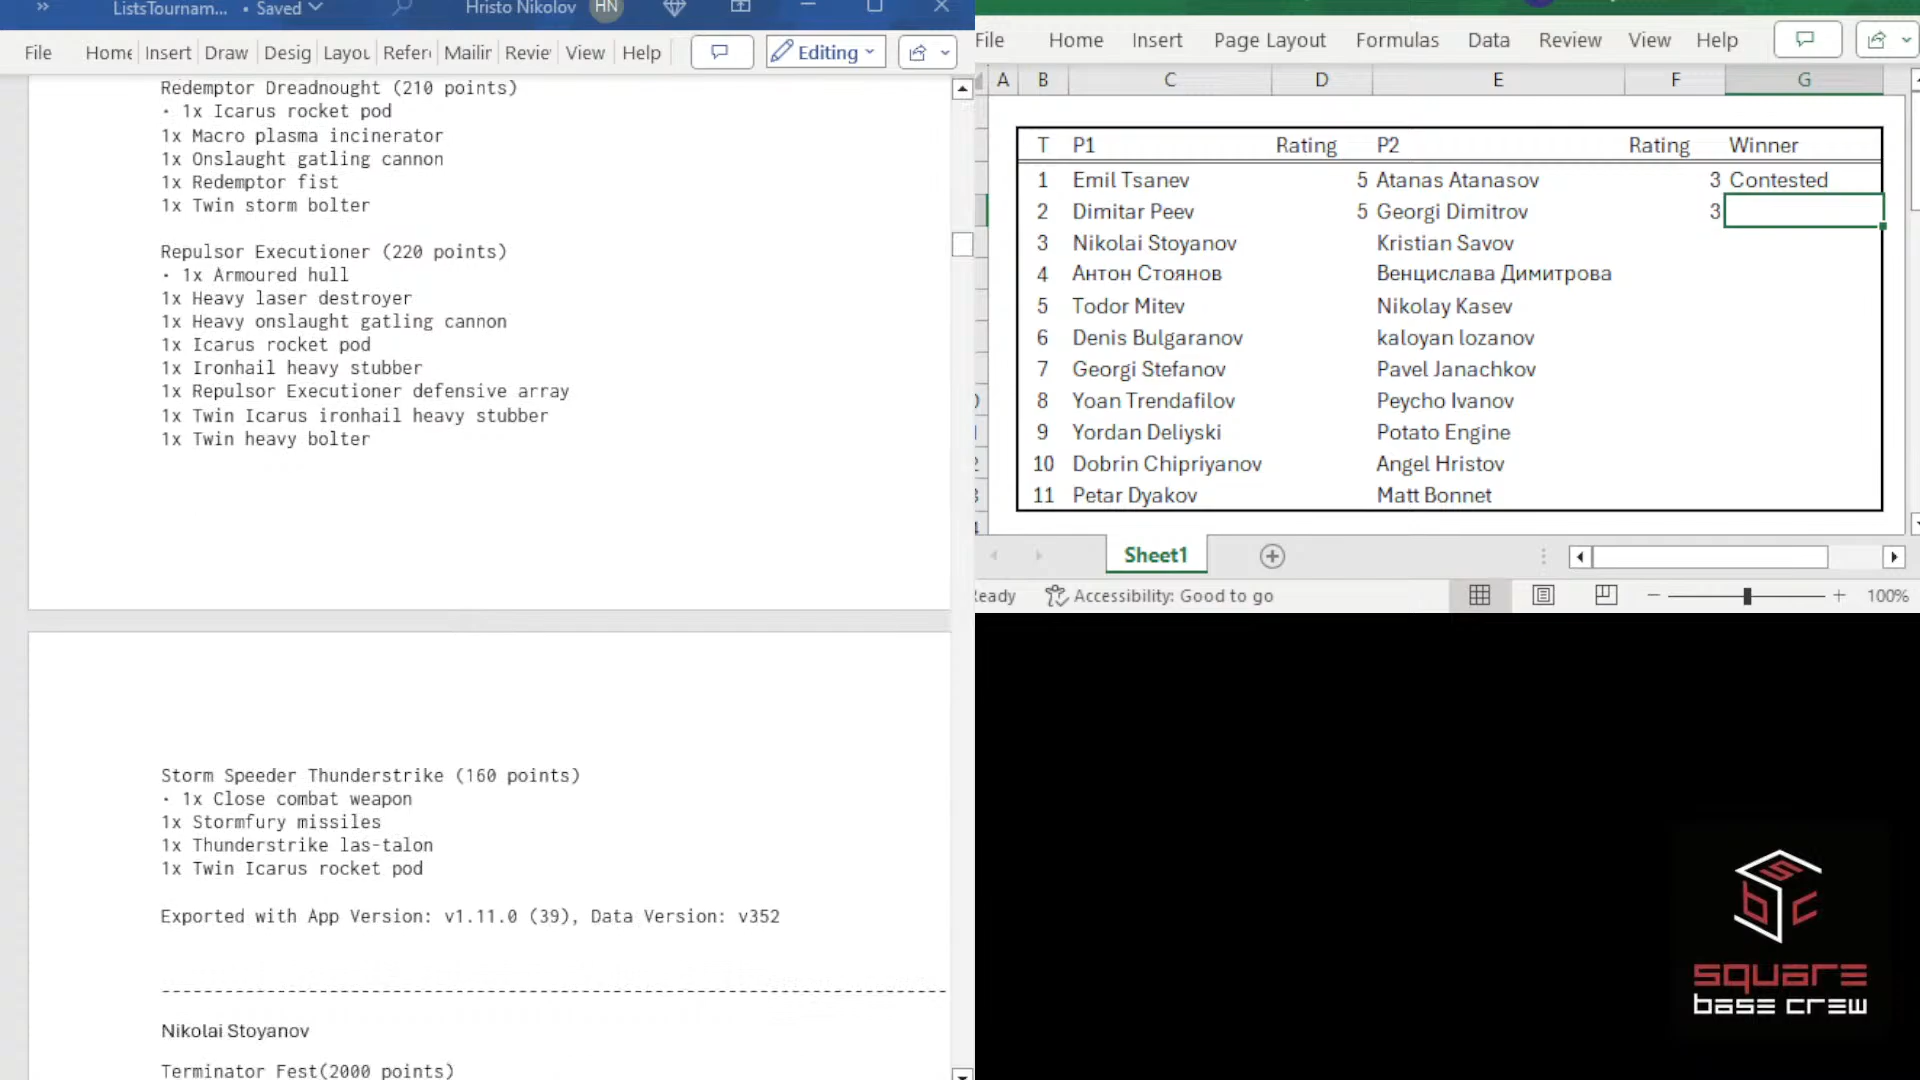 ListsTournam... • Saved
Hristo Nikolov HN
File Home Insert Draw Desig Layou Refer Mailin Revie View Help
Editing
Redemptor Dreadnought (210 points)
• 1x Icarus rocket pod
1x Macro plasma incinerator
1x Onslaught gatling cannon
1x Redemptor fist
1x Twin storm bolter
Repulsor Executioner (220 points)
• 1x Armoured hull
1x Heavy laser destroyer
1x Heavy onslaught gatling cannon
1x Icarus rocket pod
1x Ironhail heavy stubber
1x Repulsor Executioner defensive array
1x Twin Icarus ironhail heavy stubber
1x Twin heavy bolter
Storm Speeder Thunderstrike (160 points)
• 1x Close combat weapon
1x Stormfury missiles
1x Thunderstrike las-talon
1x Twin Icarus rocket pod
Exported with App Version: v1.11.0 (39), Data Version: v352
Nikolai Stoyanov
Terminator Fest(2000 points)
File Home Insert Page Layout Formulas Data Review View Help
A B C D E F G
T P1 Rating P2 Rating Winner
1 Emil Tsanev 5 Atanas Atanasov 3 Contested
2 Dimitar Peev 5 Georgi Dimitrov 3
3 Nikolai Stoyanov Kristian Savov
4 Антон Стоянов Венцислава Димитрова
5 Todor Mitev Nikolay Kasev
6 Denis Bulgaranov kaloyan lozanov
7 Georgi Stefanov Pavel Janachkov
8 Yoan Trendafilov Peycho Ivanov
9 Yordan Deliyski Potato Engine
10 Dobrin Chipriyanov Angel Hristov
11 Petar Dyakov Matt Bonnet
Sheet1
eady Accessibility: Good to go 100%
sbc
square
base crew